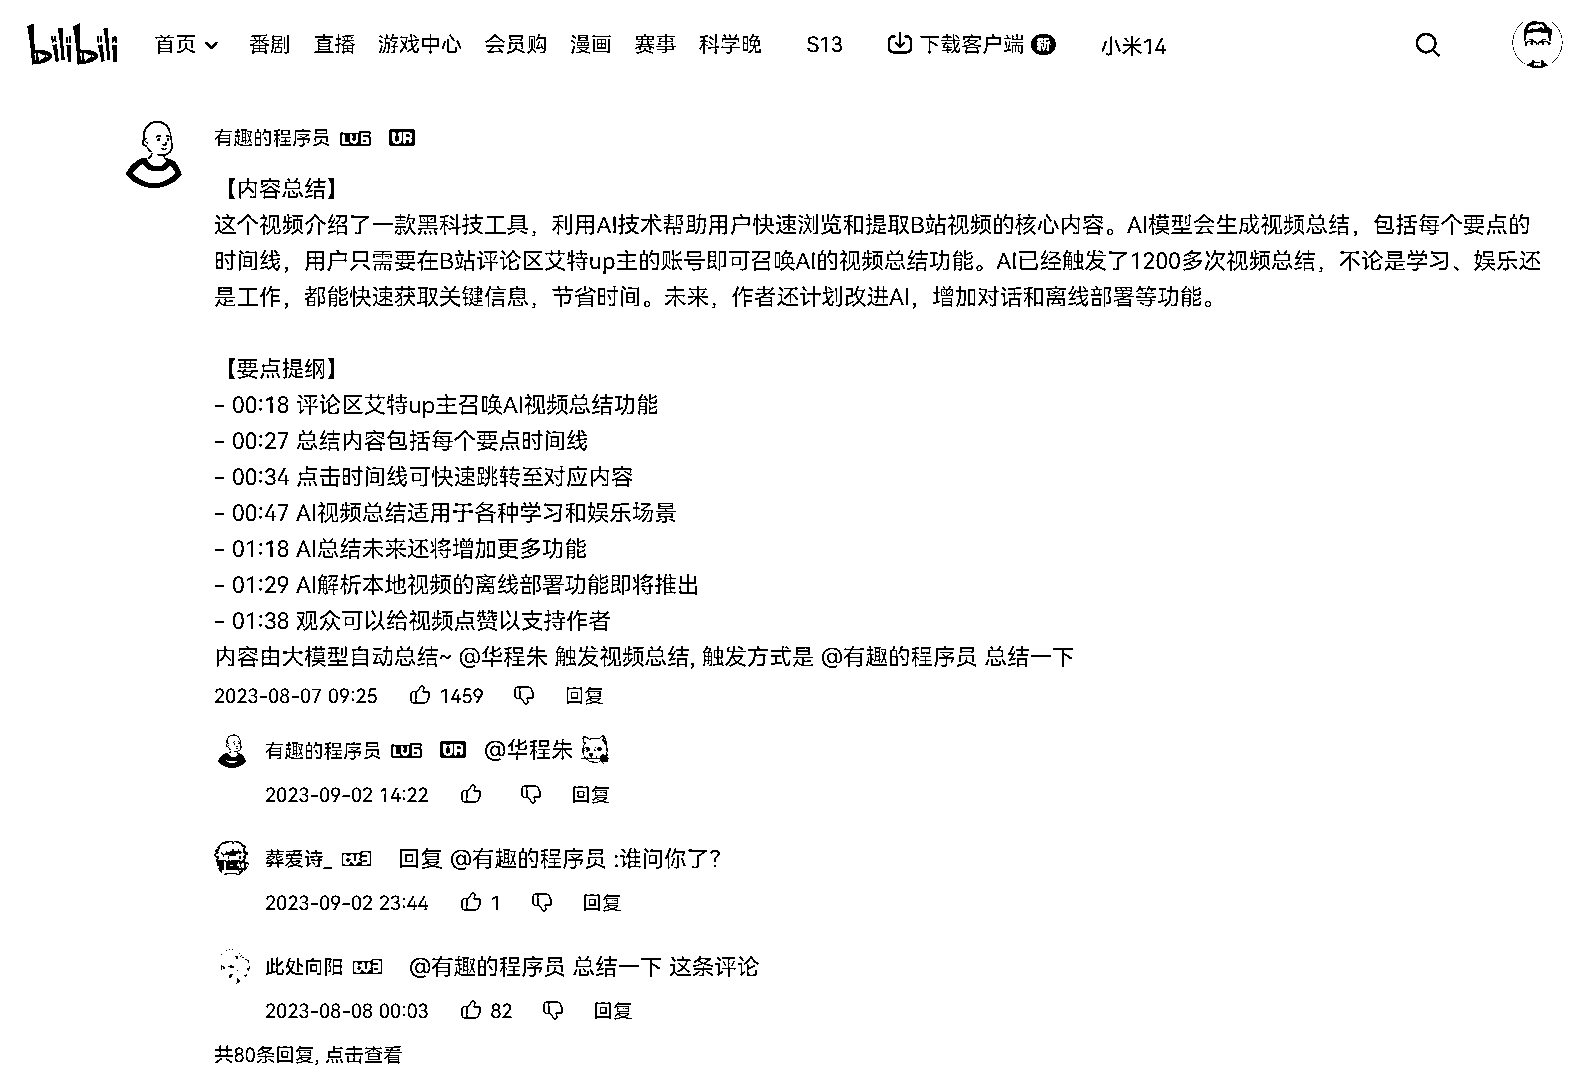 bilibili 首页 番剧 直播 游戏中心 会员购 漫画 赛事 科学晚 S13 下载客户端 新 小米14
有趣的程序员 LV6 UP
【内容总结】
这个视频介绍了一款黑科技工具，利用AI技术帮助用户快速浏览和提取B站视频的核心内容。AI模型会生成视频总结，包括每个要点的
时间线，用户只需要在B站评论区艾特up主的账号即可召唤AI的视频总结功能。AI已经触发了1200多次视频总结，不论是学习、娱乐还
是工作，都能快速获取关键信息，节省时间。未来，作者还计划改进AI，增加对话和离线部署等功能。
【要点提纲】
- 00:18 评论区艾特up主召唤AI视频总结功能
- 00:27 总结内容包括每个要点时间线
- 00:34 点击时间线可快速跳转至对应内容
- 00:47 AI视频总结适用于各种学习和娱乐场景
- 01:18 AI总结未来还将增加更多功能
- 01:29 AI解析本地视频的离线部署功能即将推出
- 01:38 观众可以给视频点赞以支持作者
内容由大模型自动总结~ @华程朱 触发视频总结, 触发方式是 @有趣的程序员 总结一下
2023-08-07 09:25 1459 回复
有趣的程序员 LV6 UP @华程朱
2023-09-02 14:22 回复
葬爱诗_ LV3 回复 @有趣的程序员 :谁问你了?
2023-09-02 23:44 1 回复
此处向阳 LV3 @有趣的程序员 总结一下 这条评论
2023-08-08 00:03 82 回复
共80条回复, 点击查看